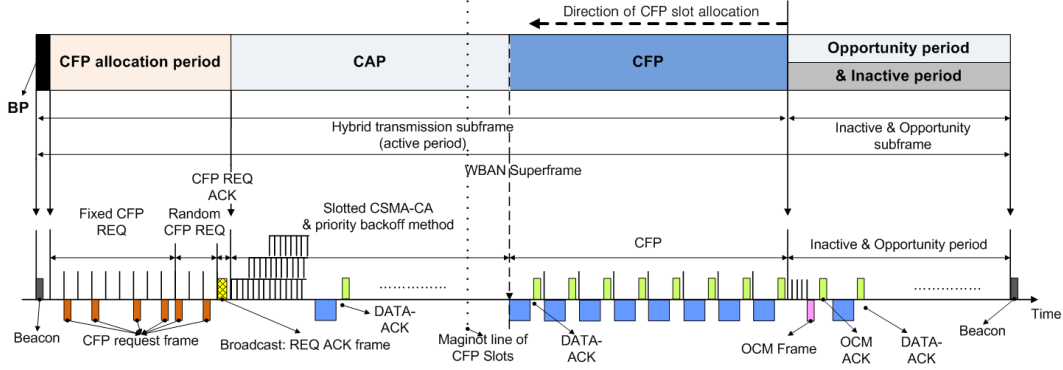 Direction of CFP slot allocation
CFP allocation period
CAP
CFP
Opportunity period
& Inactive period
BP
Hybrid transmission subframe
(active period)
Inactive & Opportunity
subframe
WBAN Superframe
CFP REQ
ACK
Fixed CFP
REQ
Random
CFP REQ
Slotted CSMA-CA
& priority backoff method
CFP
Inactive & Opportunity period
Time
Beacon
CFP request frame
Broadcast: REQ ACK frame
DATA-
ACK
Maginot line of
CFP Slots
DATA-
ACK
OCM Frame
OCM
ACK
DATA-
ACK
Beacon